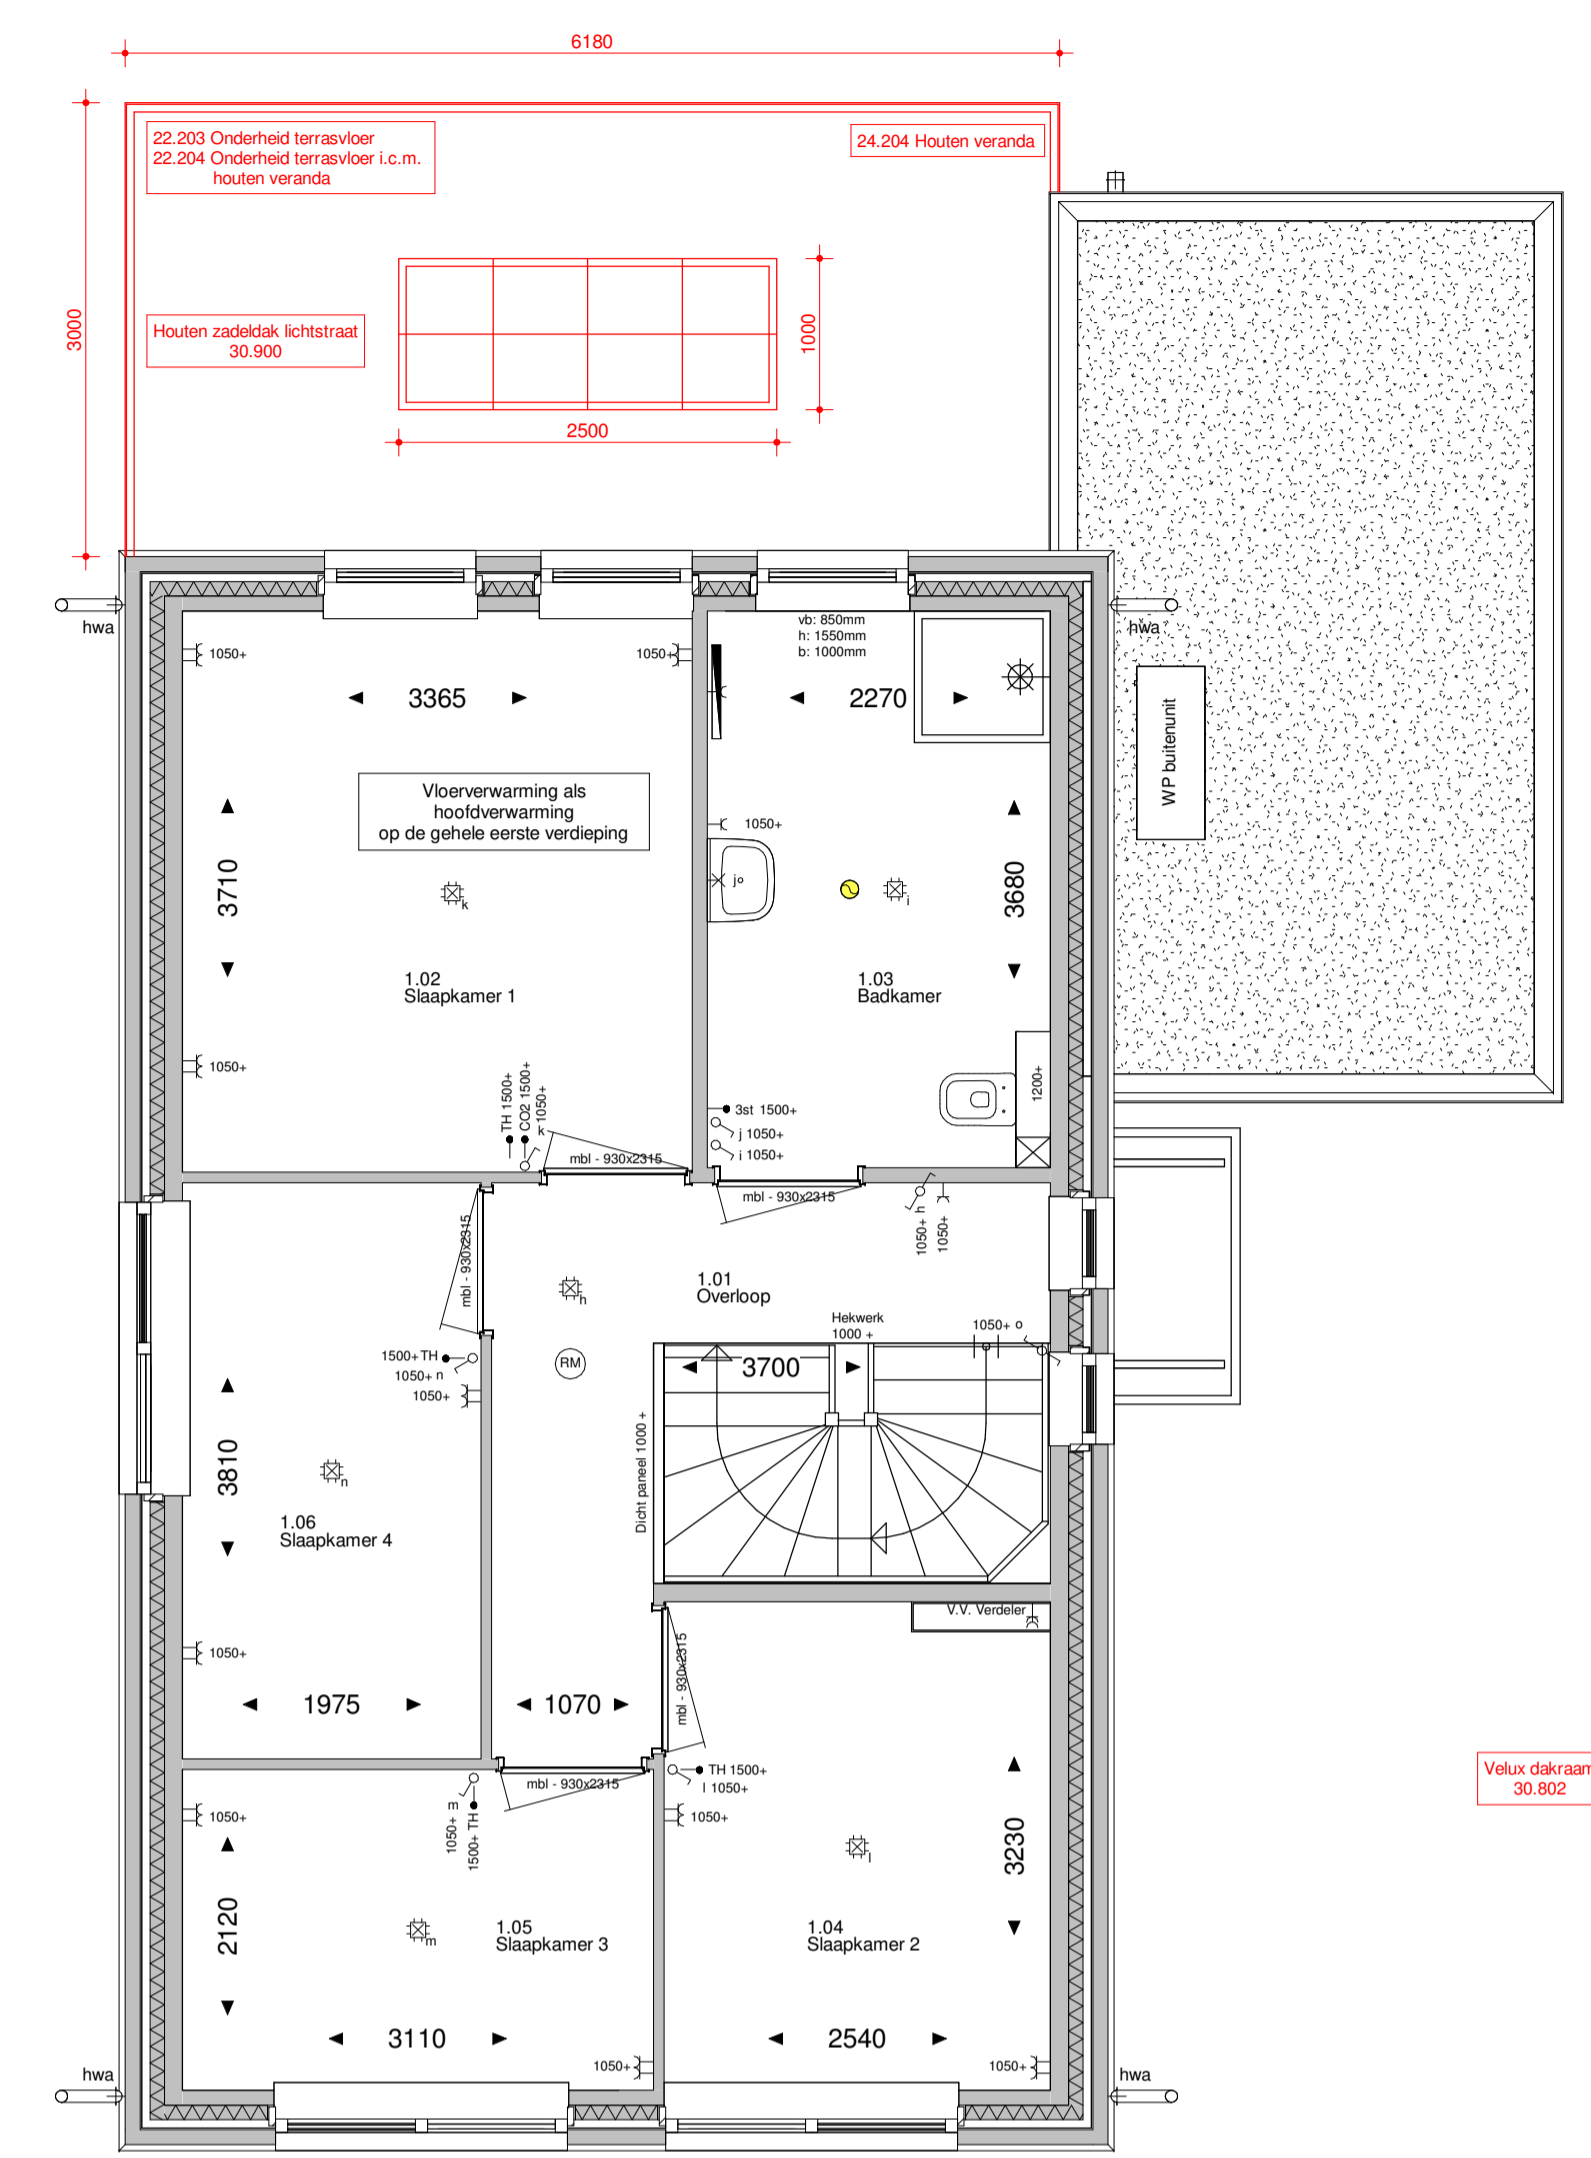 6180
22.203 Onderheid terrasvloer
22.204 Onderheid terrasvloer i.c.m.
houten veranda
24.204 Houten veranda
3000
Houten zadeldak lichtstraat
30.900
1000
2500
hwa
hwa
1050+
1050+
vb: 850mm
h: 1550mm
b: 1000mm
3365
2270
WP buitenunit
Vloerverwarming als
hoofdverwarming
op de gehele eerste verdieping
1050+
3710
k
j
i
3680
1.02
Slaapkamer 1
1.03
Badkamer
1050+
TH 1500+
CO2 1500+
k 1050+
3st 1500+
j 1050+
i 1050+
1200+
mbl - 930x2315
mbl - 930x2315
mbl - 930x2315
1050+ h
1050+
1.01
Overloop
h
Hekwerk
1000 +
1050+ o
1500+ TH
1050+ n
1050+
RM
3700
Dicht paneel 1000 +
3810
n
1.06
Slaapkamer 4
V.V. Verdeler
1050+
mbl - 930x2315
1975
1070
mbl - 930x2315
TH 1500+
l 1050+
1050+
1050+
1050+ m
1500+ TH
Velux dakraam
30.802
3230
l
2120
m
1.05
Slaapkamer 3
1.04
Slaapkamer 2
3110
2540
1050+
1050+
hwa
hwa